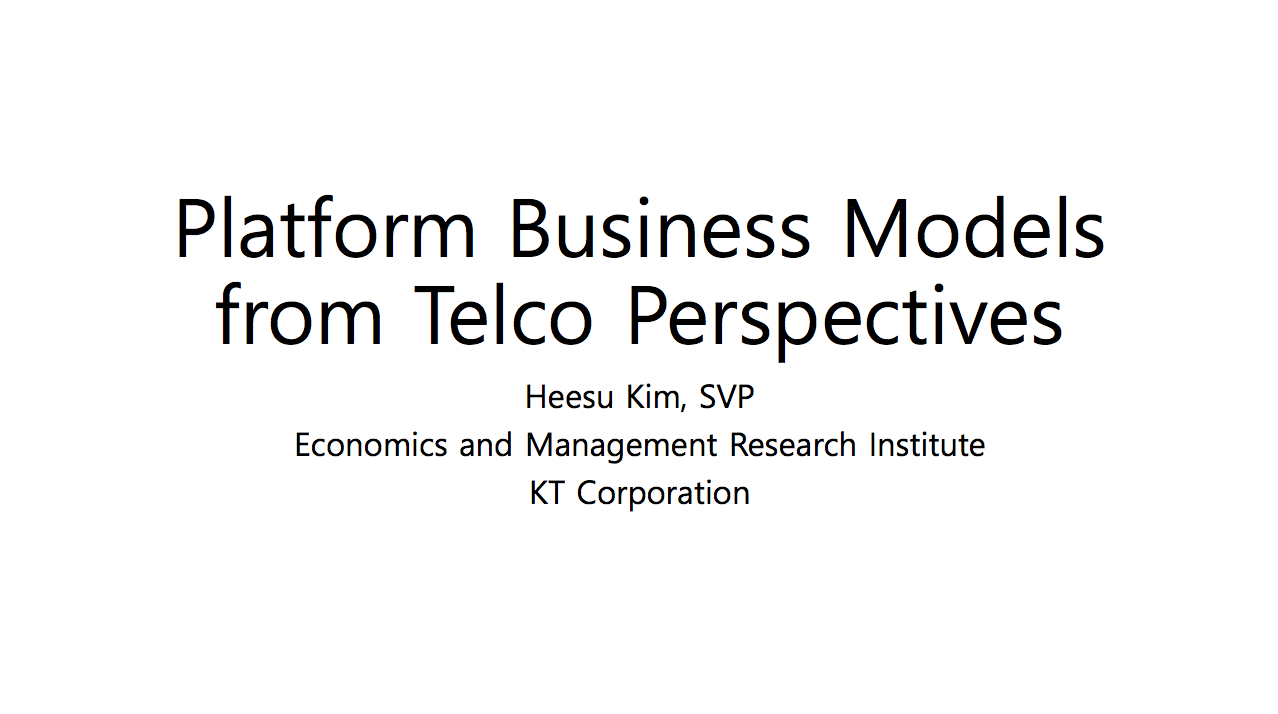 Platform Business Models
from Telco Perspectives
Heesu Kim, SVP
Economics and Management Research Institute
KT Corporation